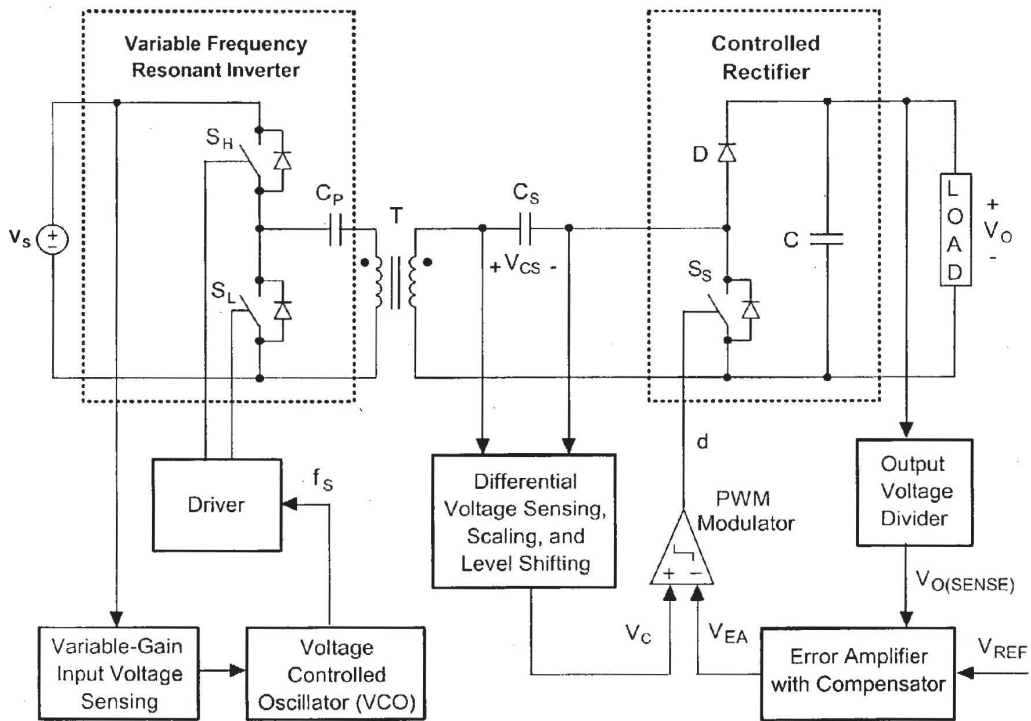 Variable Frequency
Resonant Inverter
Controlled
Rectifier
S_H
D
C_P
T
C_S
C
LOAD
+
V_O
-
v_S
+
-
+ V_CS -
S_L
S_S
d
f_S
Driver
Differential
Voltage Sensing,
Scaling, and
Level Shifting
PWM
Modulator
+ -
Output
Voltage
Divider
V_O(SENSE)
V_C
V_EA
V_REF
Variable-Gain
Input Voltage
Sensing
Voltage
Controlled
Oscillator (VCO)
Error Amplifier
with Compensator